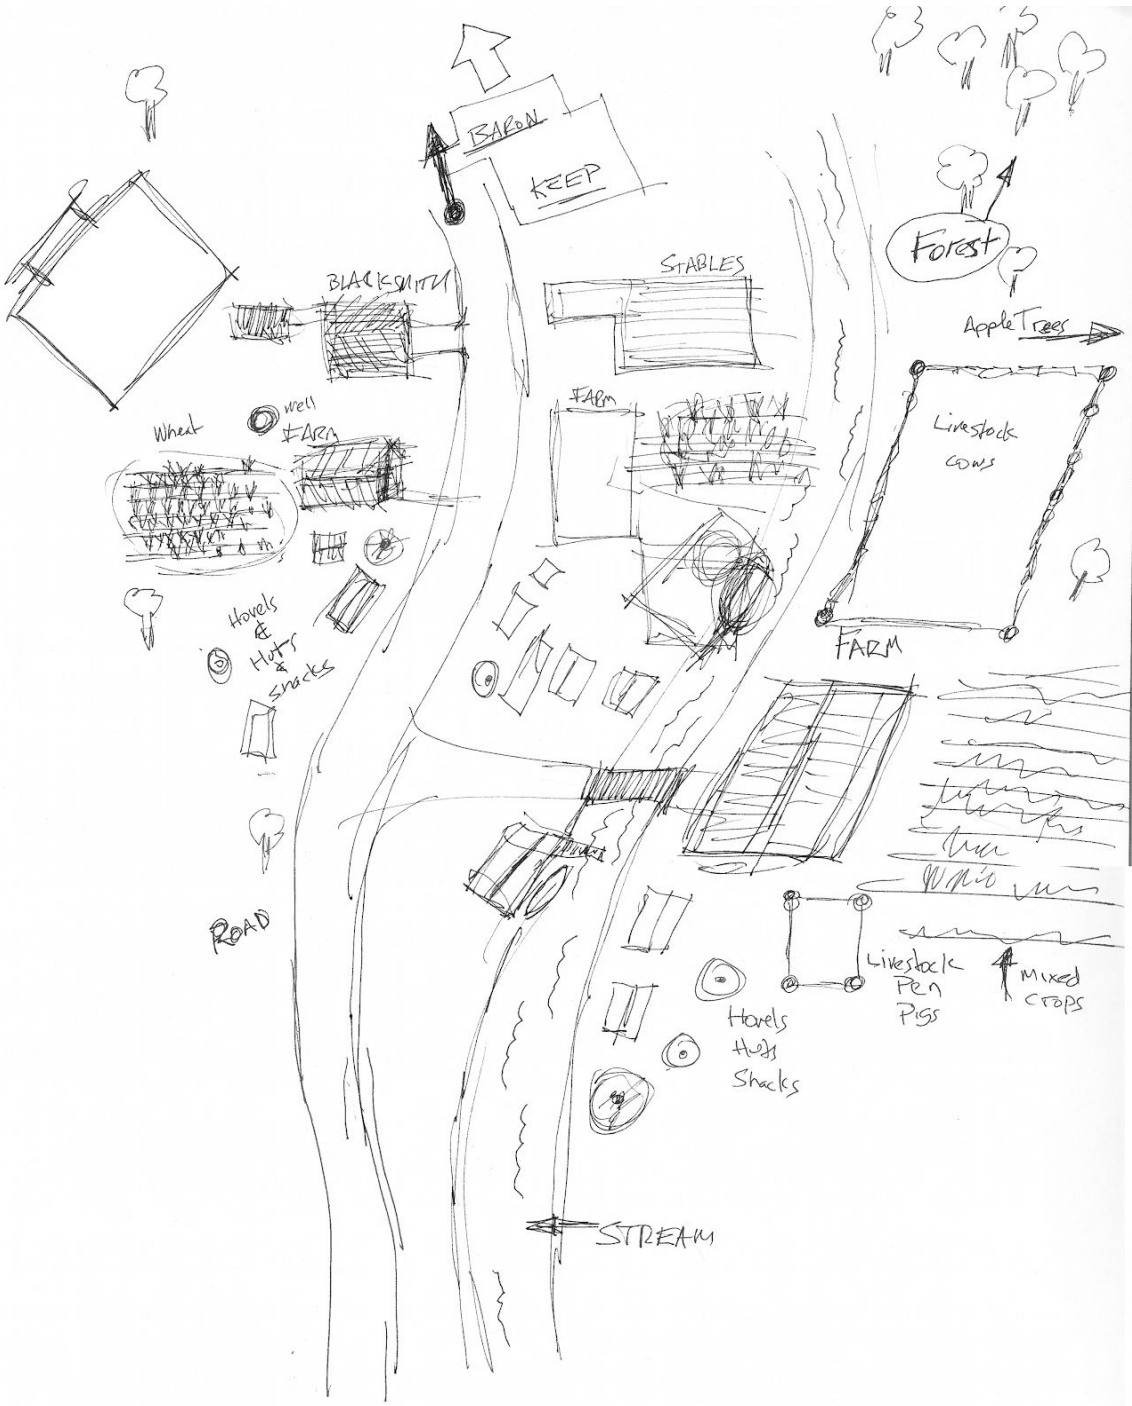 BARON
KEEP
Forest
STABLES
BLACKSMITH
Apple Trees
well
FARM
FARM
Wheat
Livestock
cows
Hovels
&
Huts
&
shacks
FARM
ROAD
Livestock
Pen
Pigs
Mixed
crops
Hovels
Huts
Shacks
STREAM